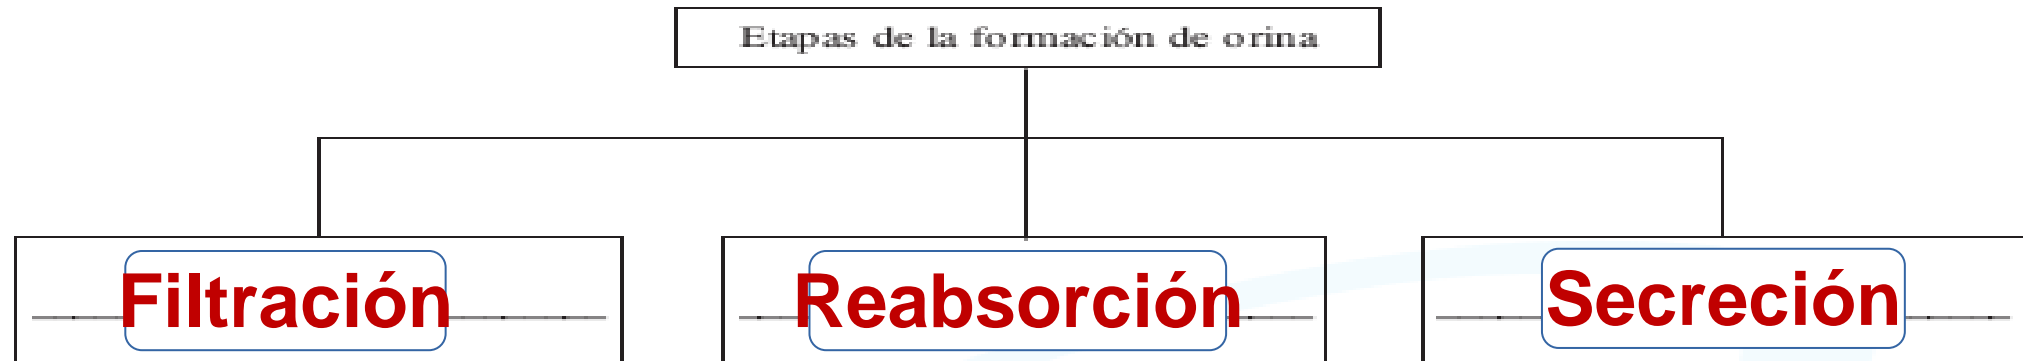 Etapas de la formación de orina
Filtración
Reabsorción
Secreción